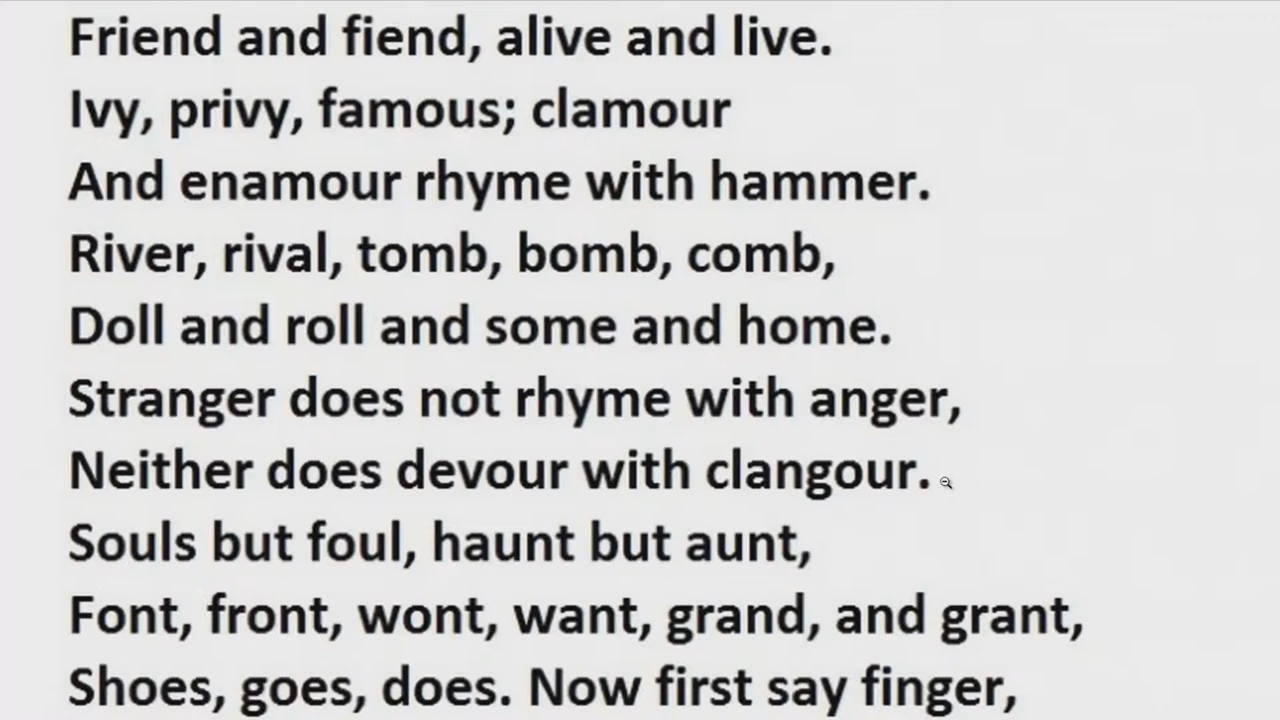 Friend and fiend, alive and live.
Ivy, privy, famous; clamour
And enamour rhyme with hammer.
River, rival, tomb, bomb, comb,
Doll and roll and some and home.
Stranger does not rhyme with anger,
Neither does devour with clangour.
Souls but foul, haunt but aunt,
Font, front, wont, want, grand, and grant,
Shoes, goes, does. Now first say finger,